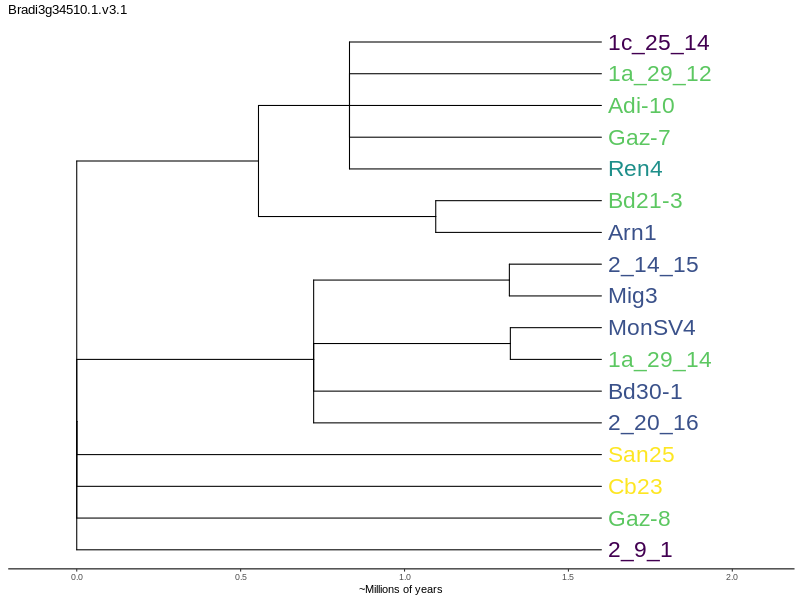 Bradi3g34510.1.v3.1
1c_25_14
1a_29_12
Adi-10
Gaz-7
Ren4
Bd21-3
Arn1
2_14_15
Mig3
MonSV4
1a_29_14
Bd30-1
2_20_16
San25
Cb23
Gaz-8
2_9_1
0.0 0.5 1.0 1.5 2.0
~Millions of years